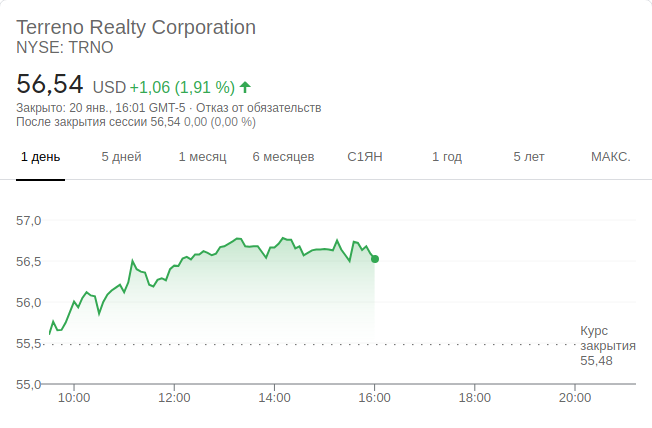 Terreno Realty Corporation
NYSE: TRNO
56,54 USD +1,06 (1,91 %)
Закрыто: 20 янв., 16:01 GMT-5 · Отказ от обязательств
После закрытия сессии 56,54 0,00 (0,00 %)
1 день 5 дней 1 месяц 6 месяцев С1ЯН 1 год 5 лет МАКС.
57,0
56,5
56,0
55,5
55,0
Курс
закрытия
55,48
10:00 12:00 14:00 16:00 18:00 20:00